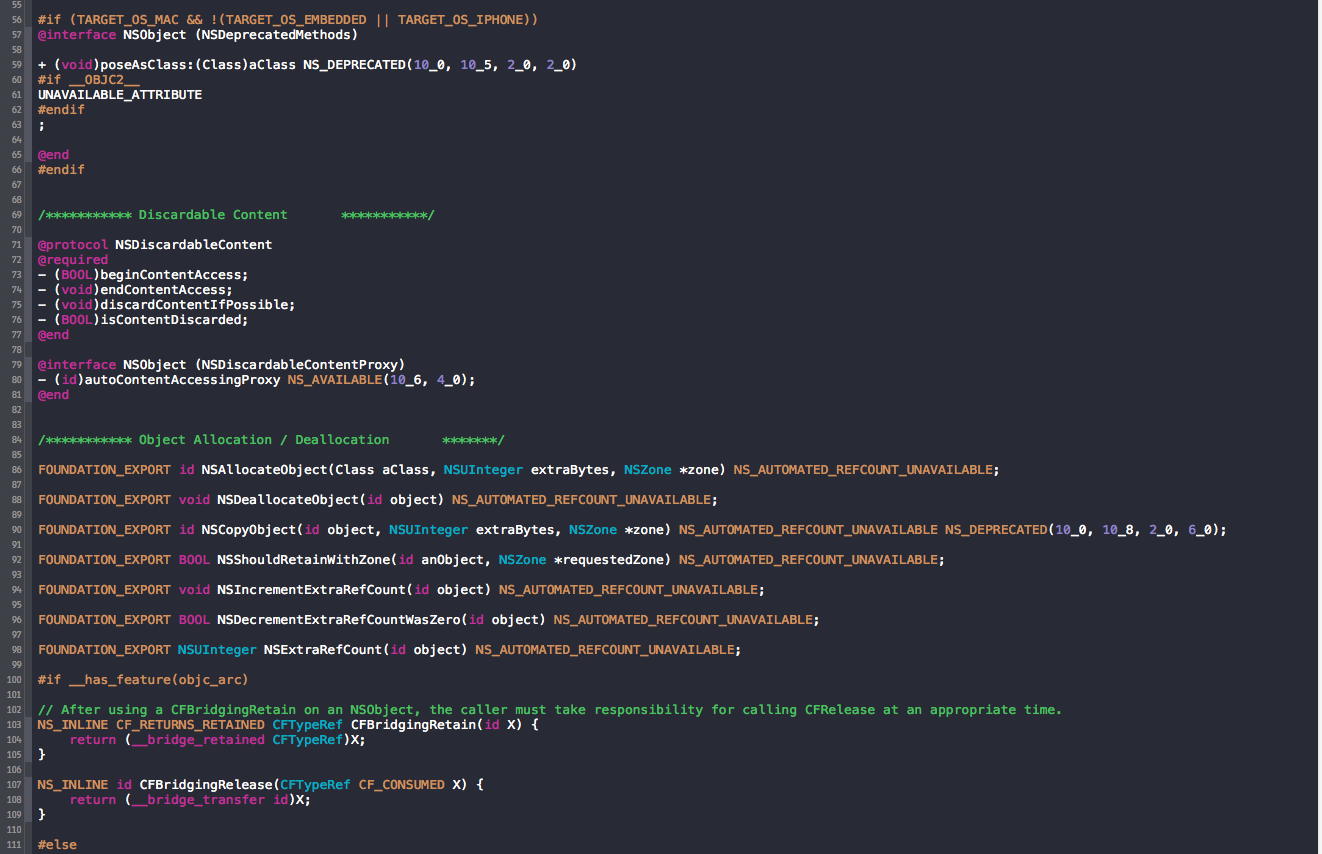 55
56 #if (TARGET_OS_MAC && !(TARGET_OS_EMBEDDED || TARGET_OS_IPHONE))
57 @interface NSObject (NSDeprecatedMethods)
58
59 + (void)poseAsClass:(Class)aClass NS_DEPRECATED(10_0, 10_5, 2_0, 2_0)
60 #if __OBJC2__
61 UNAVAILABLE_ATTRIBUTE
62 #endif
63 ;
64
65 @end
66 #endif
67
68
69 /*********** Discardable Content       ***********/
70
71 @protocol NSDiscardableContent
72 @required
73 - (BOOL)beginContentAccess;
74 - (void)endContentAccess;
75 - (void)discardContentIfPossible;
76 - (BOOL)isContentDiscarded;
77 @end
78
79 @interface NSObject (NSDiscardableContentProxy)
80 - (id)autoContentAccessingProxy NS_AVAILABLE(10_6, 4_0);
81 @end
82
83
84 /*********** Object Allocation / Deallocation       *******/
85
86 FOUNDATION_EXPORT id NSAllocateObject(Class aClass, NSUInteger extraBytes, NSZone *zone) NS_AUTOMATED_REFCOUNT_UNAVAILABLE;
87
88 FOUNDATION_EXPORT void NSDeallocateObject(id object) NS_AUTOMATED_REFCOUNT_UNAVAILABLE;
89
90 FOUNDATION_EXPORT id NSCopyObject(id object, NSUInteger extraBytes, NSZone *zone) NS_AUTOMATED_REFCOUNT_UNAVAILABLE NS_DEPRECATED(10_0, 10_8, 2_0, 6_0);
91
92 FOUNDATION_EXPORT BOOL NSShouldRetainWithZone(id anObject, NSZone *requestedZone) NS_AUTOMATED_REFCOUNT_UNAVAILABLE;
93
94 FOUNDATION_EXPORT void NSIncrementExtraRefCount(id object) NS_AUTOMATED_REFCOUNT_UNAVAILABLE;
95
96 FOUNDATION_EXPORT BOOL NSDecrementExtraRefCountWasZero(id object) NS_AUTOMATED_REFCOUNT_UNAVAILABLE;
97
98 FOUNDATION_EXPORT NSUInteger NSExtraRefCount(id object) NS_AUTOMATED_REFCOUNT_UNAVAILABLE;
99
100 #if __has_feature(objc_arc)
101
102 // After using a CFBridgingRetain on an NSObject, the caller must take responsibility for calling CFRelease at an appropriate time.
103 NS_INLINE CF_RETURNS_RETAINED CFTypeRef CFBridgingRetain(id X) {
104     return (__bridge_retained CFTypeRef)X;
105 }
106
107 NS_INLINE id CFBridgingRelease(CFTypeRef CF_CONSUMED X) {
108     return (__bridge_transfer id)X;
109 }
110
111 #else